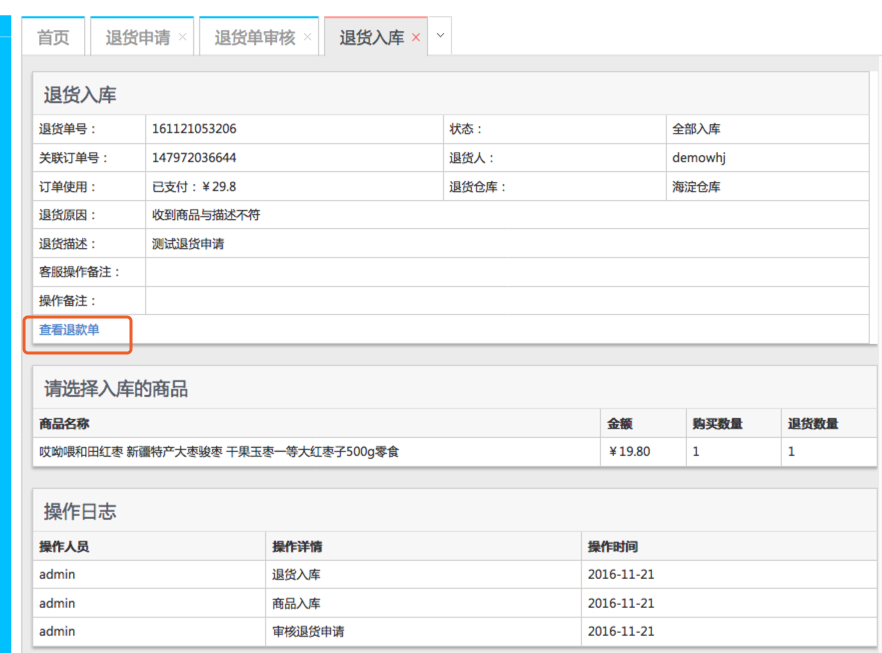 首页 退货申请 × 退货单审核 × 退货入库 ×
退货入库
退货单号： 161121053206 状态： 全部入库
关联订单号： 147972036644 退货人： demowhj
订单使用： 已支付：￥29.8 退货仓库： 海淀仓库
退货原因： 收到商品与描述不符
退货描述： 测试退货申请
客服操作备注：
操作备注：
查看退款单
请选择入库的商品
商品名称 金额 购买数量 退货数量
哎呦喂和田红枣 新疆特产大枣骏枣 干果玉枣一等大红枣子500g零食 ￥19.80 1 1
操作日志
操作人员 操作详情 操作时间
admin 退货入库 2016-11-21
admin 商品入库 2016-11-21
admin 审核退货申请 2016-11-21